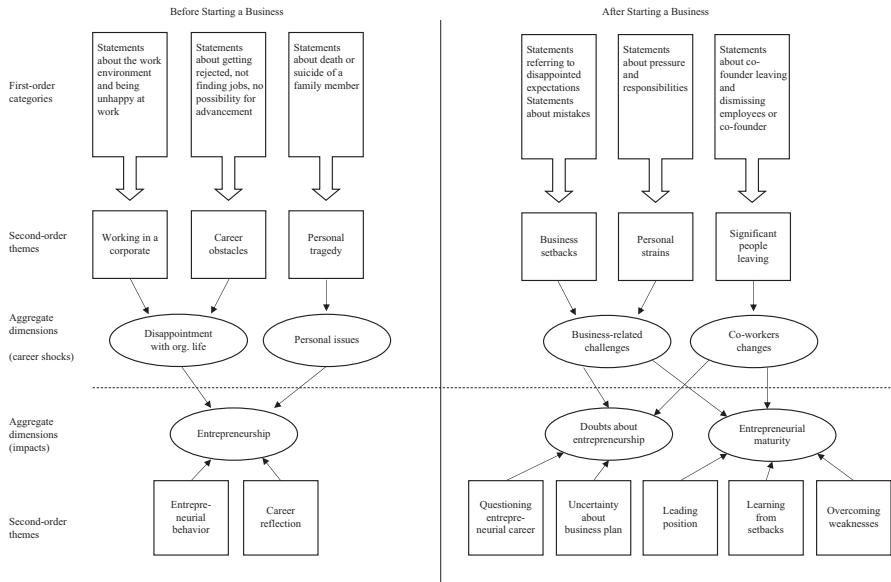 Before Starting a Business
After Starting a Business
First-order
categories
Statements
about the work
environment
and being
unhappy at
work
Statements
about getting
rejected, not
finding jobs, no
possibility for
advancement
Statements
about death or
suicide of a
family member
Statements
referring to
disappointed
expectations
Statements
about mistakes
Statements
about pressure
and
responsibilities
Statements
about co-
founder leaving
and
dismissing
employees or
co-founder
Second-order
themes
Working in a
corporate
Career
obstacles
Personal
tragedy
Business
setbacks
Personal
strains
Significant
people
leaving
Aggregate
dimensions
(career shocks)
Disappointment
with org. life
Personal issues
Business-related
challenges
Co-workers
changes
Aggregate
dimensions
(impacts)
Entrepreneurship
Doubts about
entrepreneurship
Entrepreneurial
maturity
Second-order
themes
Entrepre-
neurial
behavior
Career
reflection
Questioning
entrepre-
neurial career
Uncertainty
about
business plan
Leading
position
Learning
from
setbacks
Overcoming
weaknesses